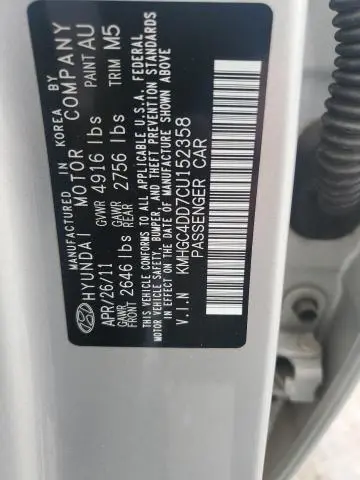 MANUFACTURED IN KOREA BY
HYUNDAI MOTOR COMPANY
APR/26/11 GVWR 4916 lbs PAINT AU
GAWR FRONT 2646 lbs GAWR REAR 2756 lbs TRIM M5
THIS VEHICLE CONFORMS TO ALL APPLICABLE U.S.A. FEDERAL
MOTOR VEHICLE SAFETY, BUMPER, AND THEFT PREVENTION STANDARDS
IN EFFECT ON THE DATE OF MANUFACTURE SHOWN ABOVE.
V.I.N KMHGC4DD7CU152358
PASSENGER CAR